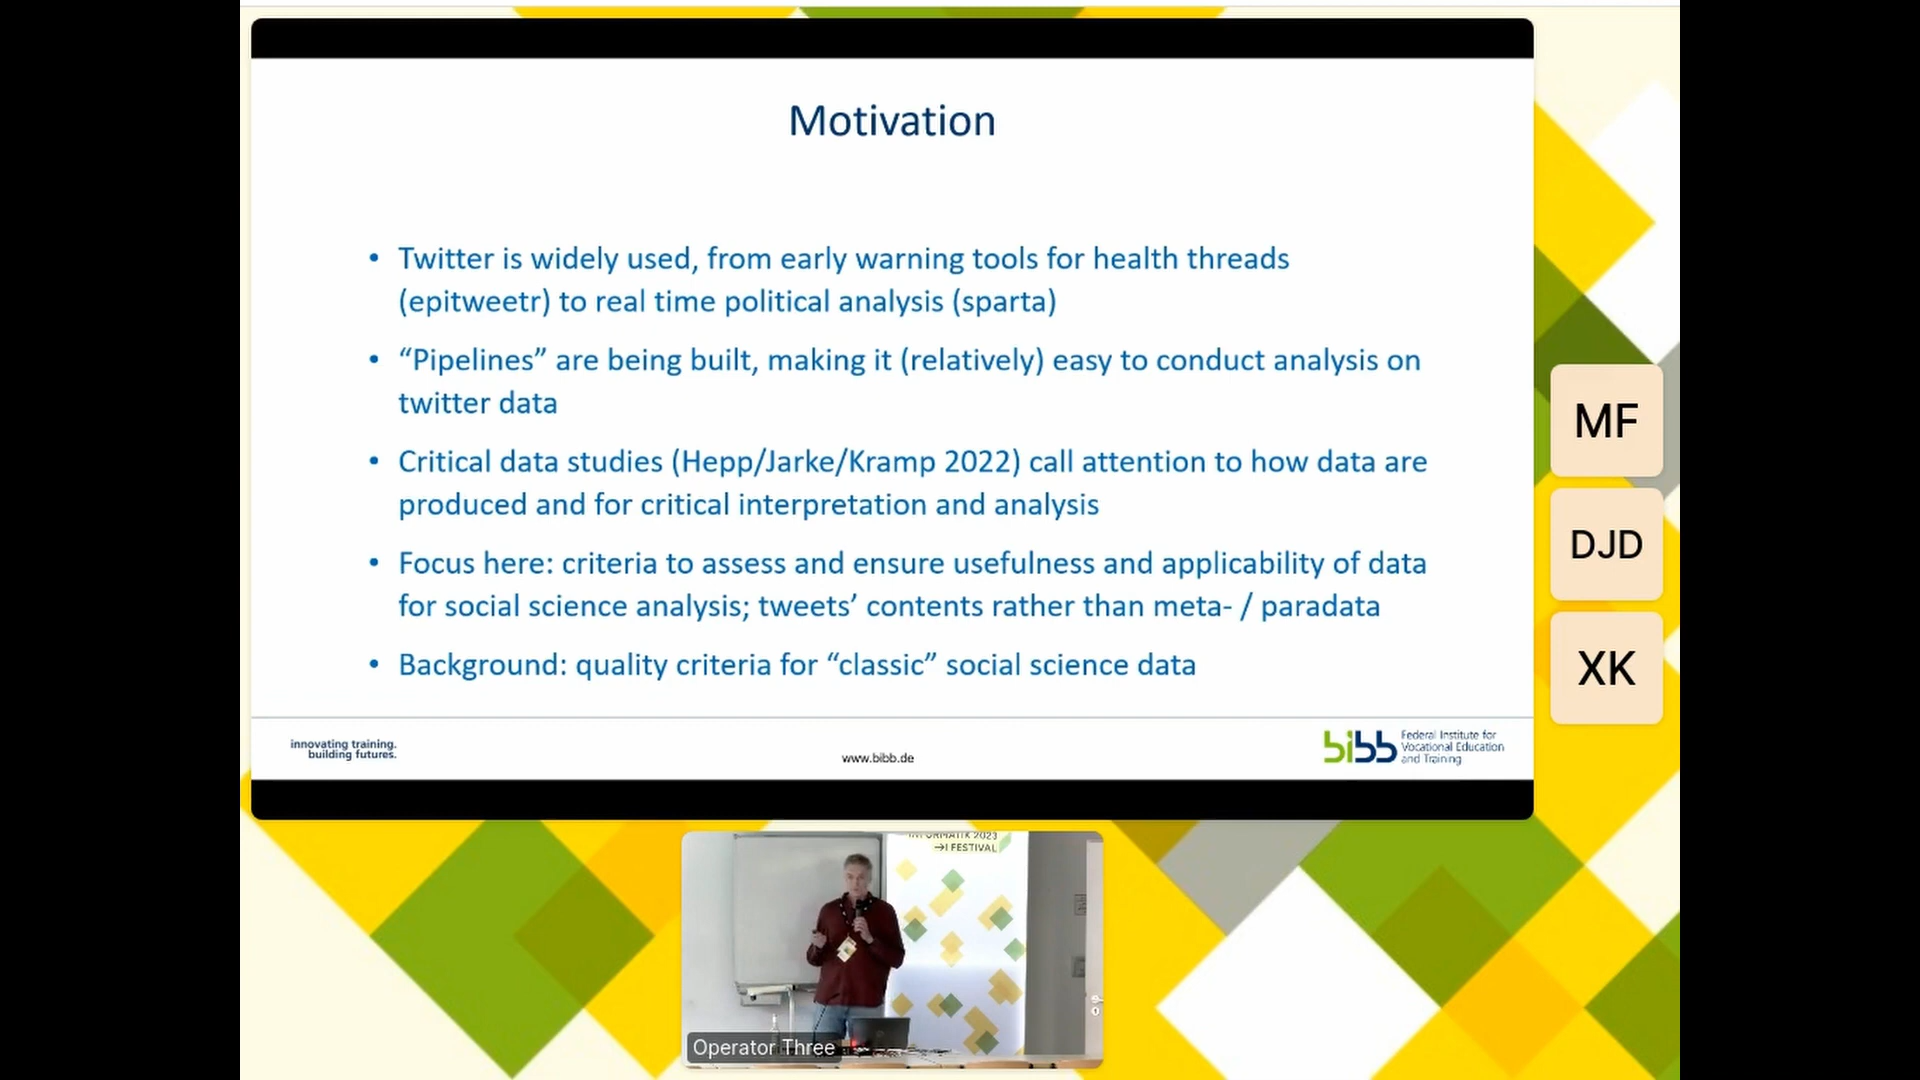 Motivation
• Twitter is widely used, from early warning tools for health threads
(epitweetr) to real time political analysis (sparta)
• “Pipelines” are being built, making it (relatively) easy to conduct analysis on
twitter data
• Critical data studies (Hepp/Jarke/Kramp 2022) call attention to how data are
produced and for critical interpretation and analysis
• Focus here: criteria to assess and ensure usefulness and applicability of data
for social science analysis; tweets’ contents rather than meta- / paradata
• Background: quality criteria for “classic” social science data
innovating training.
building futures.
www.bibb.de
bibb
Federal Institute for
Vocational Education
and Training
MF
DJD
XK
INFORMATIK 2023
→I FESTIVAL
Operator Three